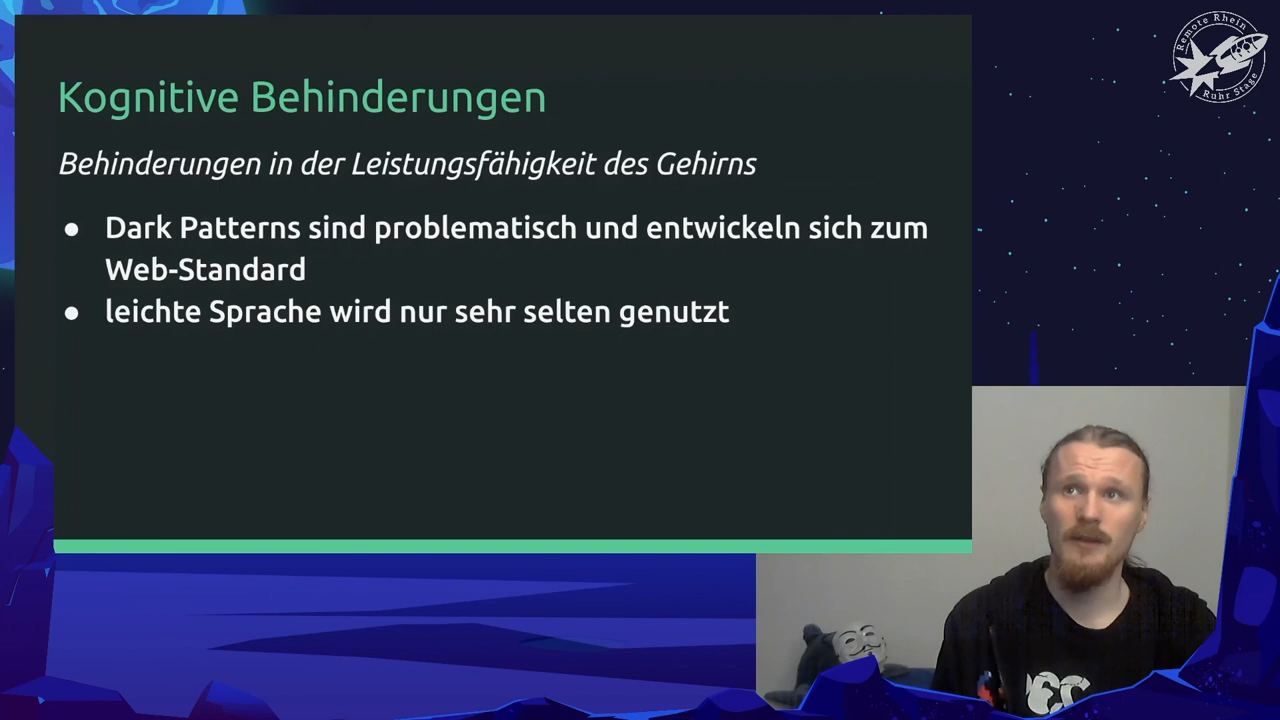 Kognitive Behinderungen
Behinderungen in der Leistungsfähigkeit des Gehirns
● Dark Patterns sind problematisch und entwickeln sich zum
Web-Standard
● leichte Sprache wird nur sehr selten genutzt
Remote Rhein
Ruhr Stage